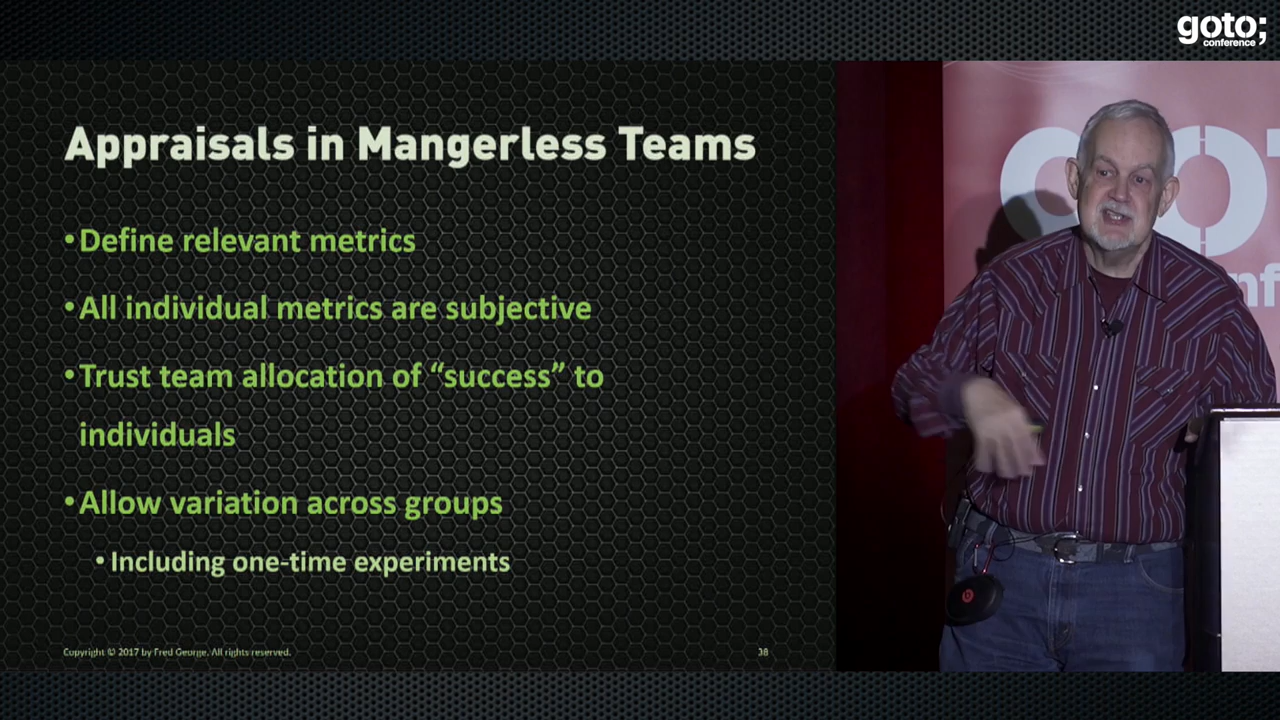 goto;
conference
Appraisals in Mangerless Teams
•Define relevant metrics
•All individual metrics are subjective
•Trust team allocation of “success” to
individuals
•Allow variation across groups
•Including one-time experiments
Copyright © 2017 by Fred George. All rights reserved.
38